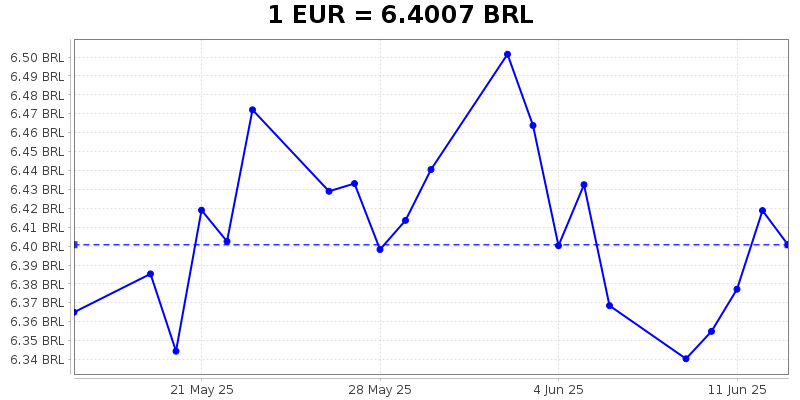 1 EUR = 6.4007 BRL
6.50 BRL
6.49 BRL
6.48 BRL
6.47 BRL
6.46 BRL
6.45 BRL
6.44 BRL
6.43 BRL
6.42 BRL
6.41 BRL
6.40 BRL
6.39 BRL
6.38 BRL
6.37 BRL
6.36 BRL
6.35 BRL
6.34 BRL
21 May 25 28 May 25 4 Jun 25 11 Jun 25